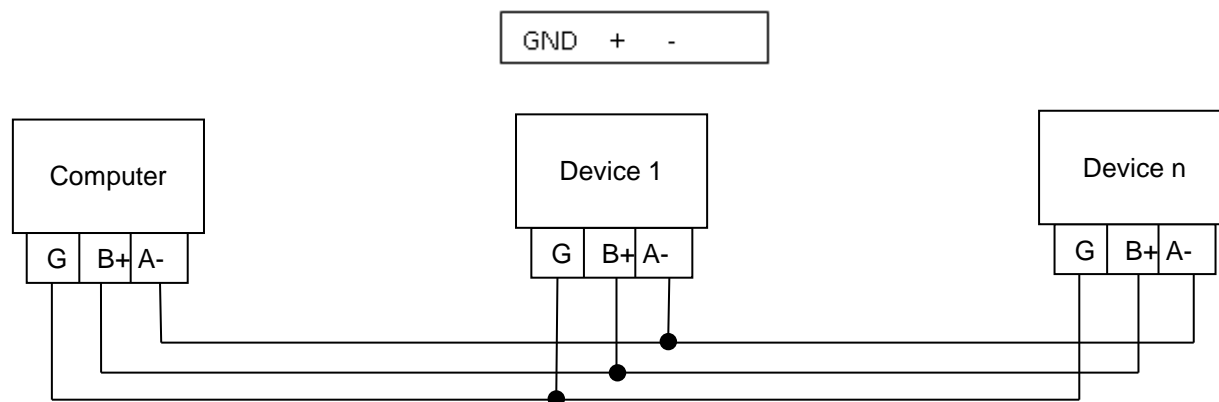 GND + -
Computer
Device 1
Device n
G B+ A-
G B+ A-
G B+ A-